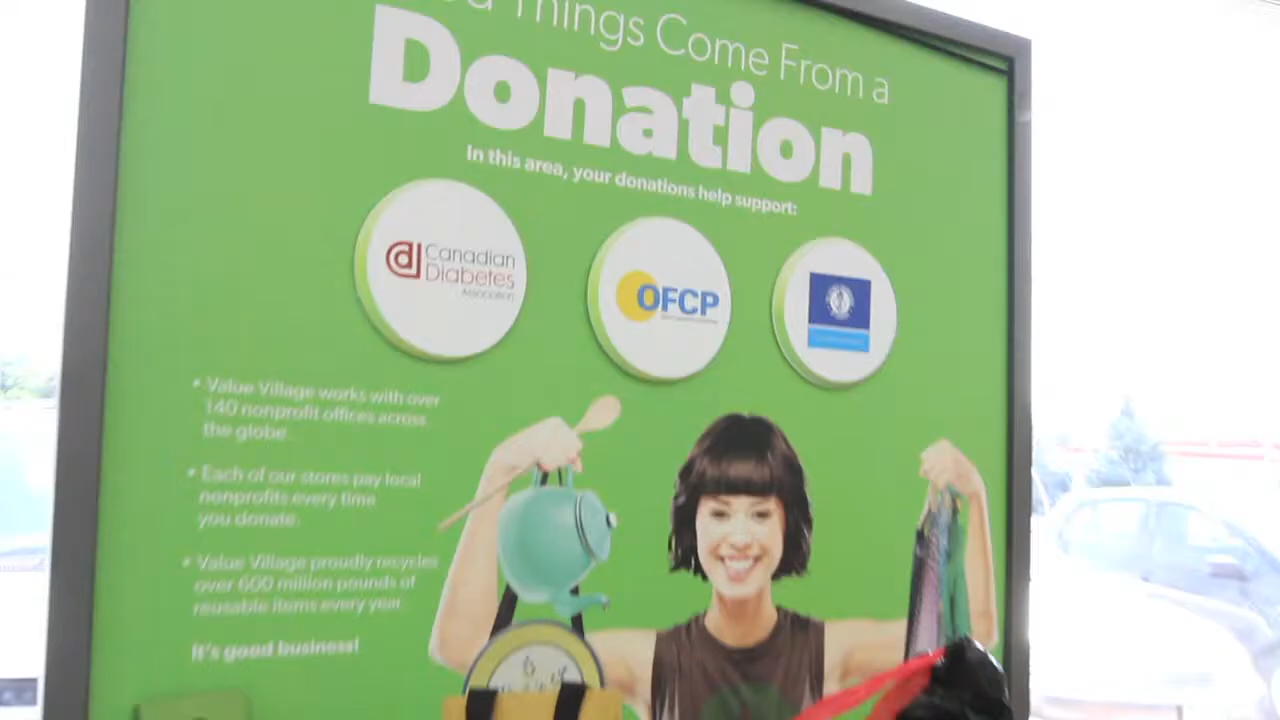 Things Come From a
Donation
In this area, your donations help support:
Canadian
Diabetes
Association
OFCP
• Value Village works with over
140 nonprofit offices across
the globe.
• Each of our stores pay local
nonprofits every time
you donate.
• Value Village proudly recycles
over 600 million pounds of
reusable items every year.
It's good business!